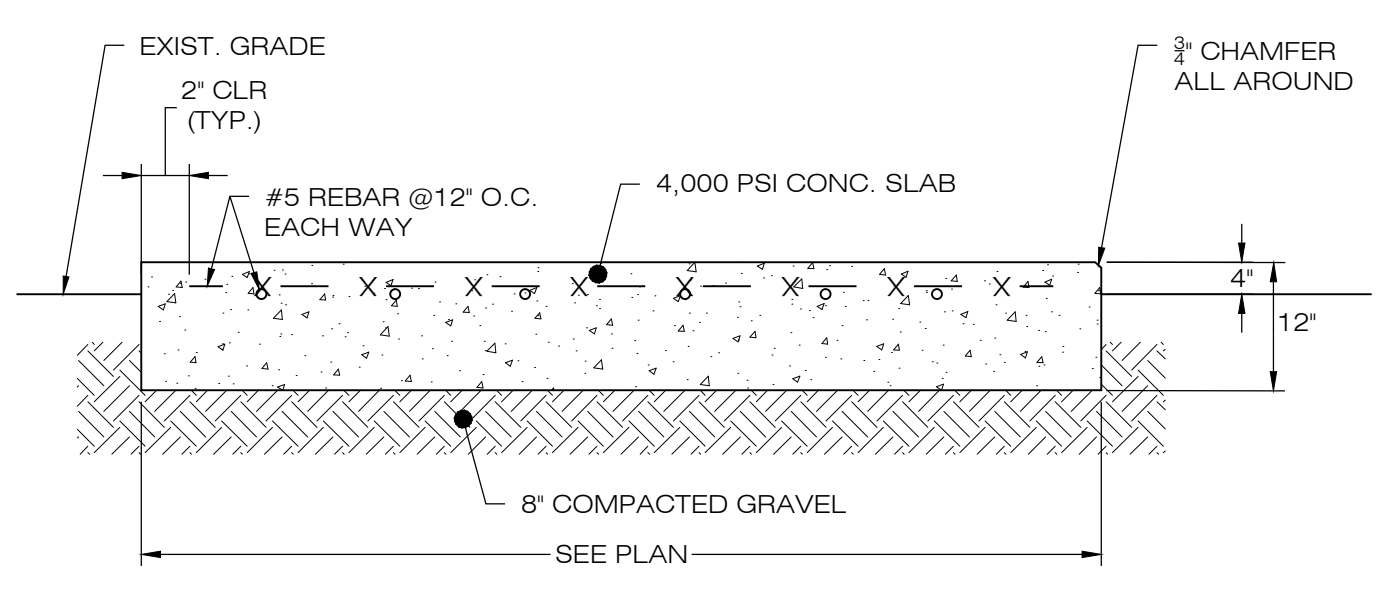 EXIST. GRADE
2" CLR
(TYP.)
#5 REBAR @12" O.C.
EACH WAY
4,000 PSI CONC. SLAB
3/4" CHAMFER
ALL AROUND
X X X X X X X X
4"
12"
8" COMPACTED GRAVEL
SEE PLAN